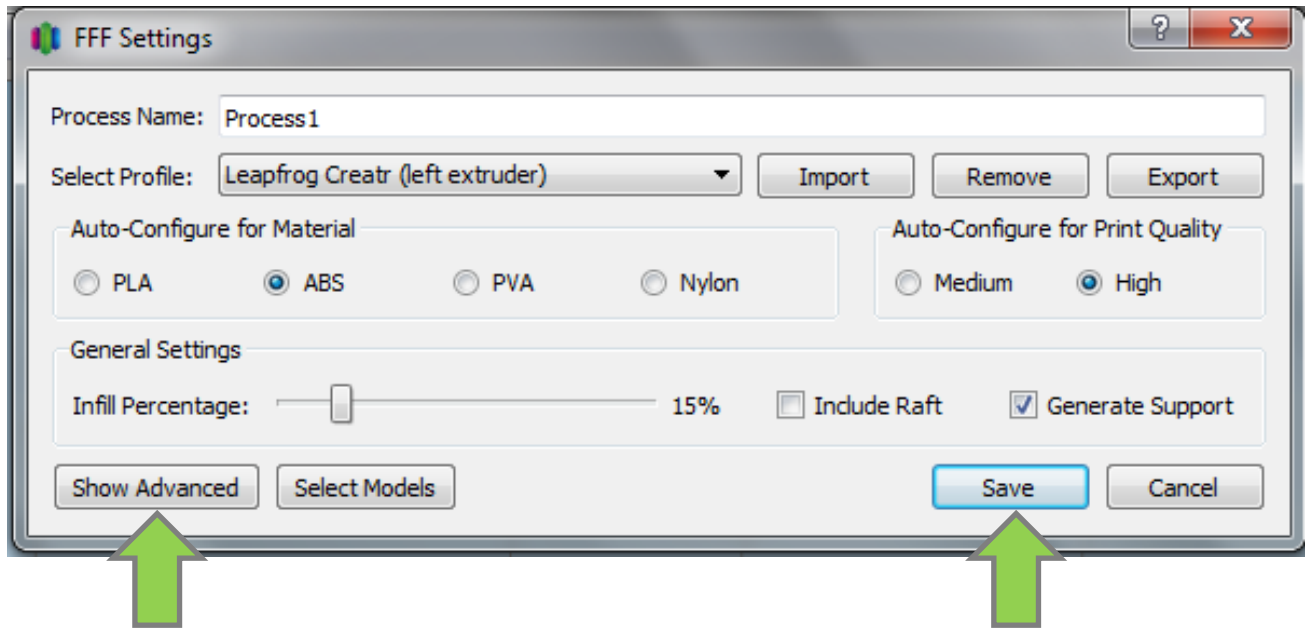 FFF Settings
?
Process Name: Process1
Select Profile: Leapfrog Creatr (left extruder) Import Remove Export
Auto-Configure for Material Auto-Configure for Print Quality
PLA ABS PVA Nylon Medium High
General Settings
Infill Percentage: 15% Include Raft Generate Support
Show Advanced Select Models Save Cancel